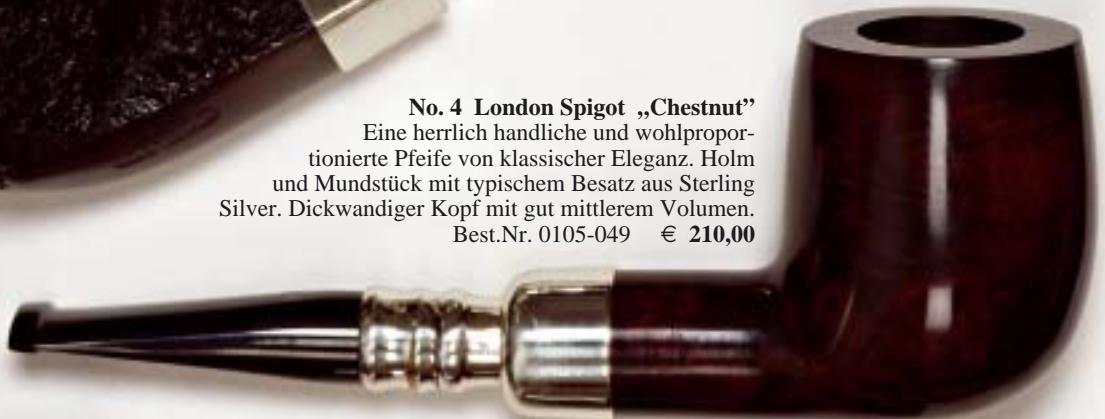 No. 4 London Spigot „Chestnut”
Eine herrlich handliche und wohlpropor-
tionierte Pfeife von klassischer Eleganz. Holm
und Mundstück mit typischem Besatz aus Sterling
Silver. Dickwandiger Kopf mit gut mittlerem Volumen.
Best.Nr. 0105-049 € 210,00